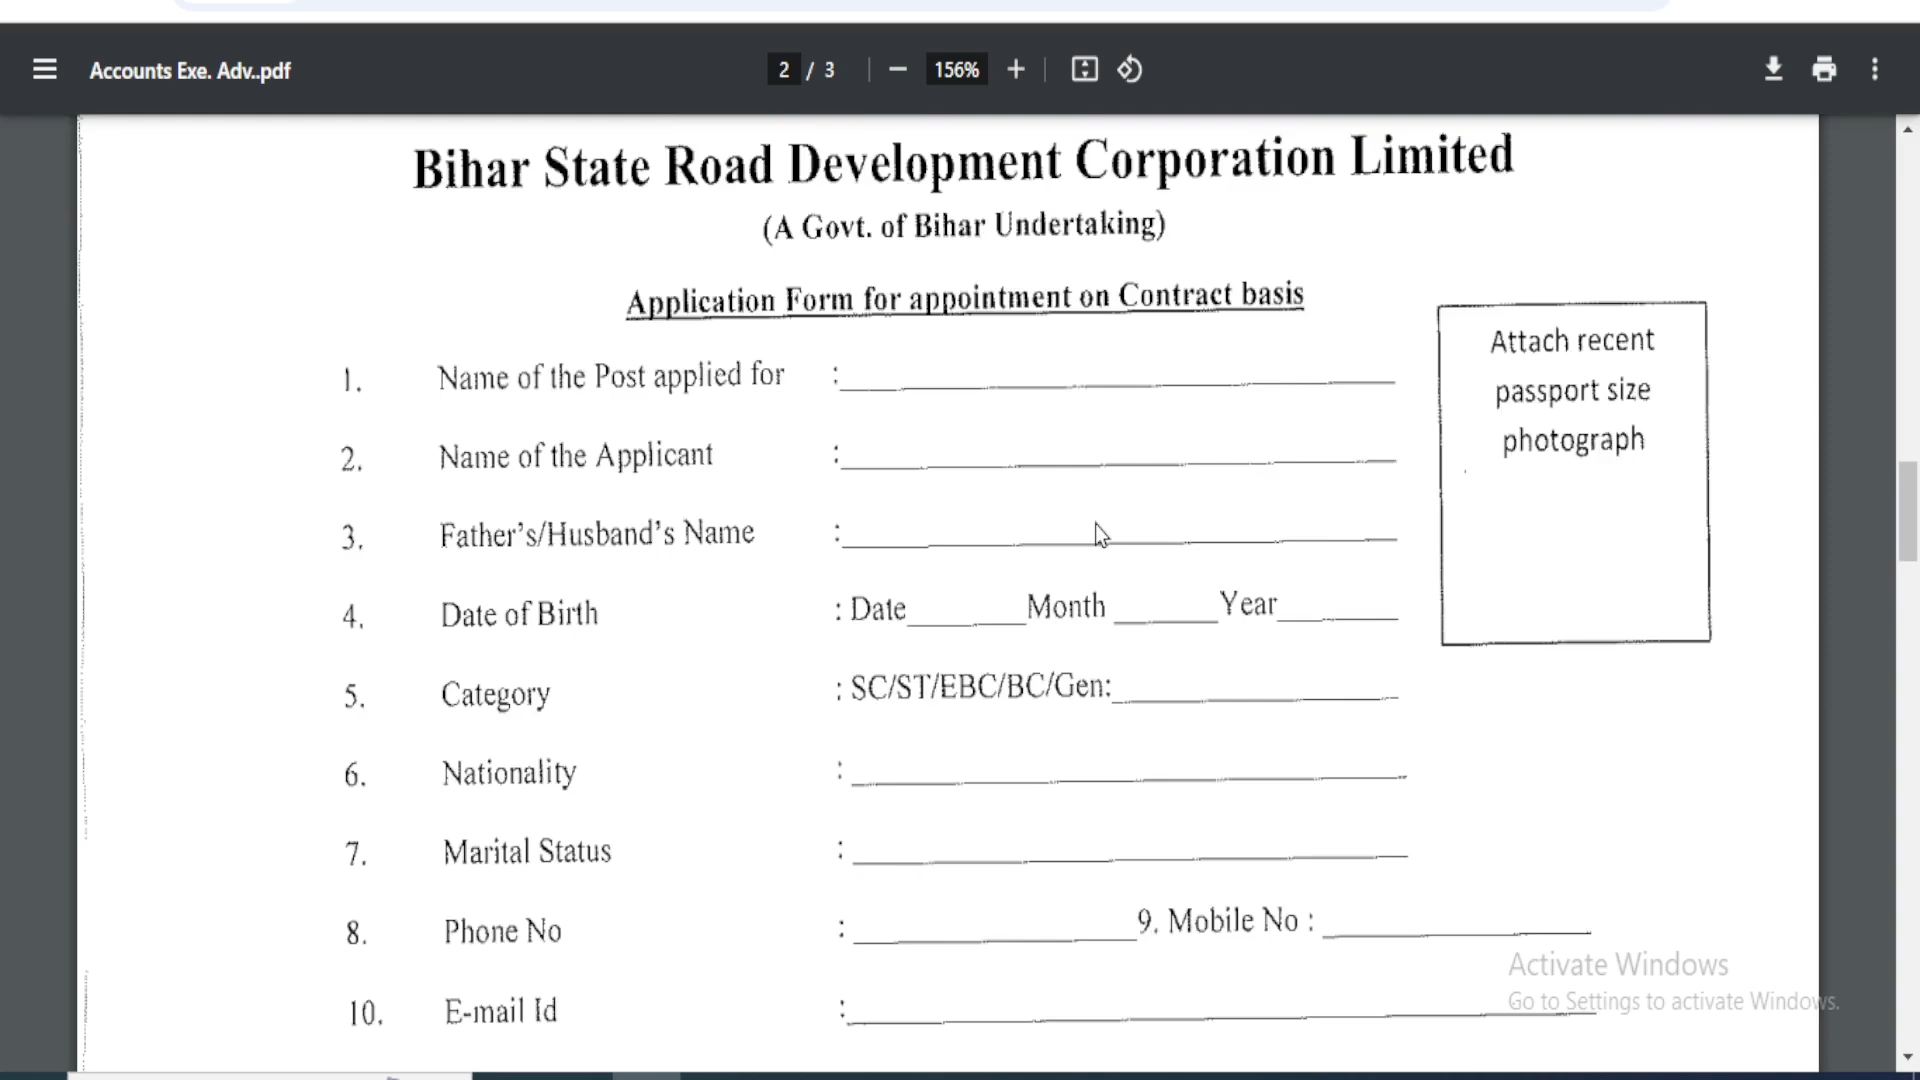 Accounts Exe. Adv..pdf
2 / 3
156%
Bihar State Road Development Corporation Limited
(A Govt. of Bihar Undertaking)
Application Form for appointment on Contract basis
Attach recent
passport size
photograph
1. Name of the Post applied for :
2. Name of the Applicant :
3. Father's/Husband's Name :
4. Date of Birth : Date Month Year
5. Category : SC/ST/EBC/BC/Gen:
6. Nationality :
7. Marital Status :
8. Phone No : 9. Mobile No :
10. E-mail Id :
Activate Windows
Go to Settings to activate Windows.